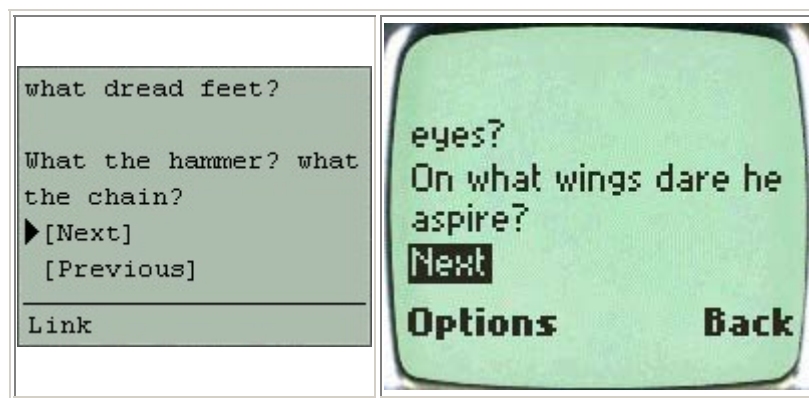 what dread feet?
What the hammer? what
the chain?
[Next]
[Previous]
Link
eyes?
On what wings dare he
aspire?
Next
Options Back